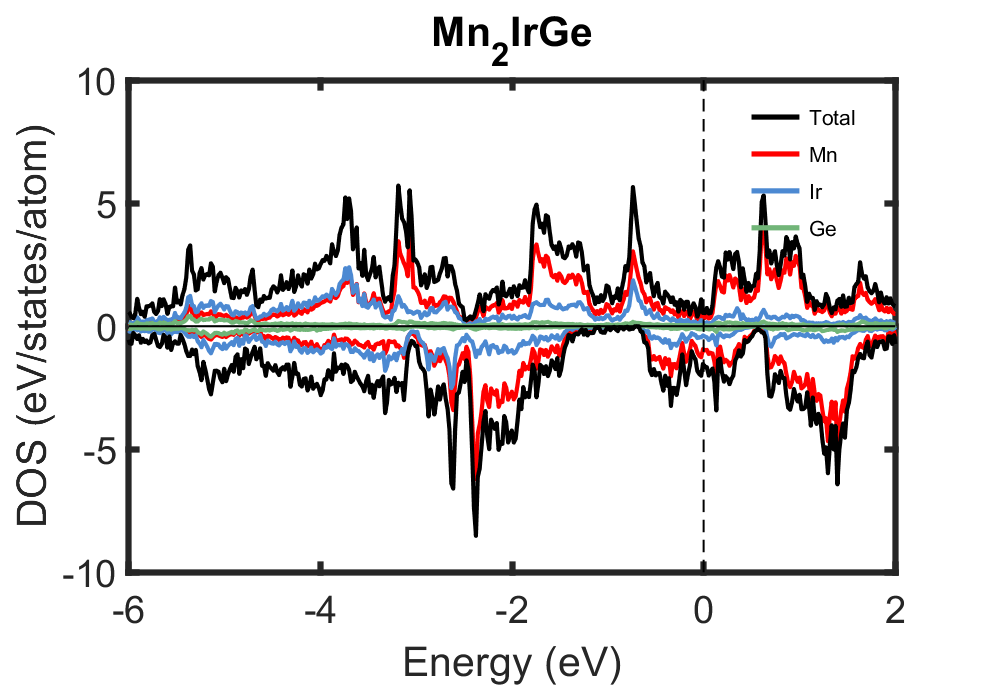 Mn2IrGe
10
5
0
-5
-10
DOS (eV/states/atom)
Total
Mn
Ir
Ge
-6
-4
-2
0
2
Energy (eV)